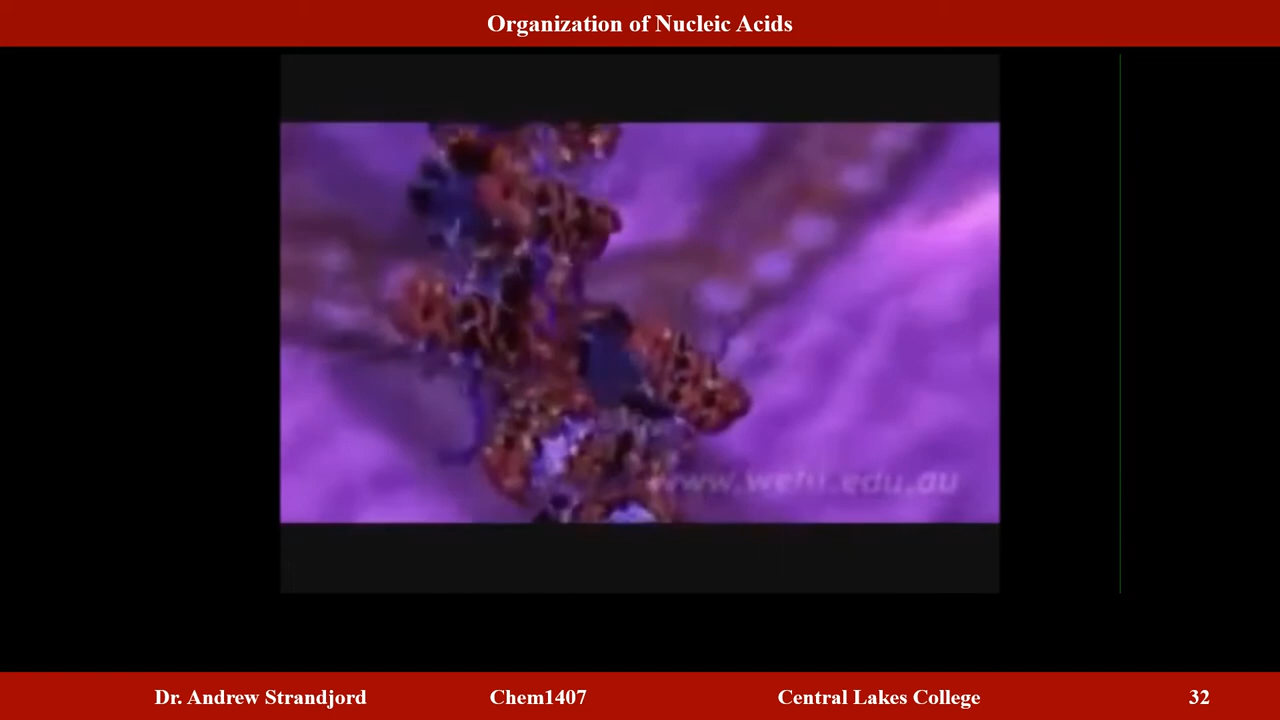 Organization of Nucleic Acids
www.wehi.edu.au
Dr. Andrew Strandjord Chem1407 Central Lakes College 32